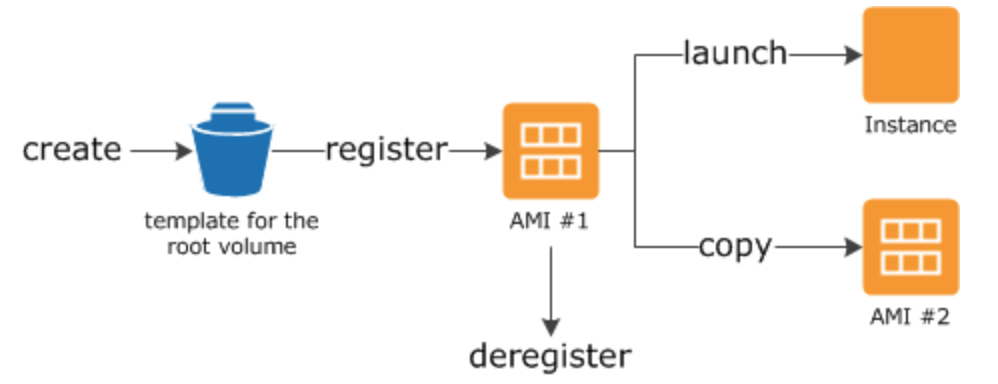 create
template for the
root volume
register
AMI #1
deregister
launch
Instance
copy
AMI #2